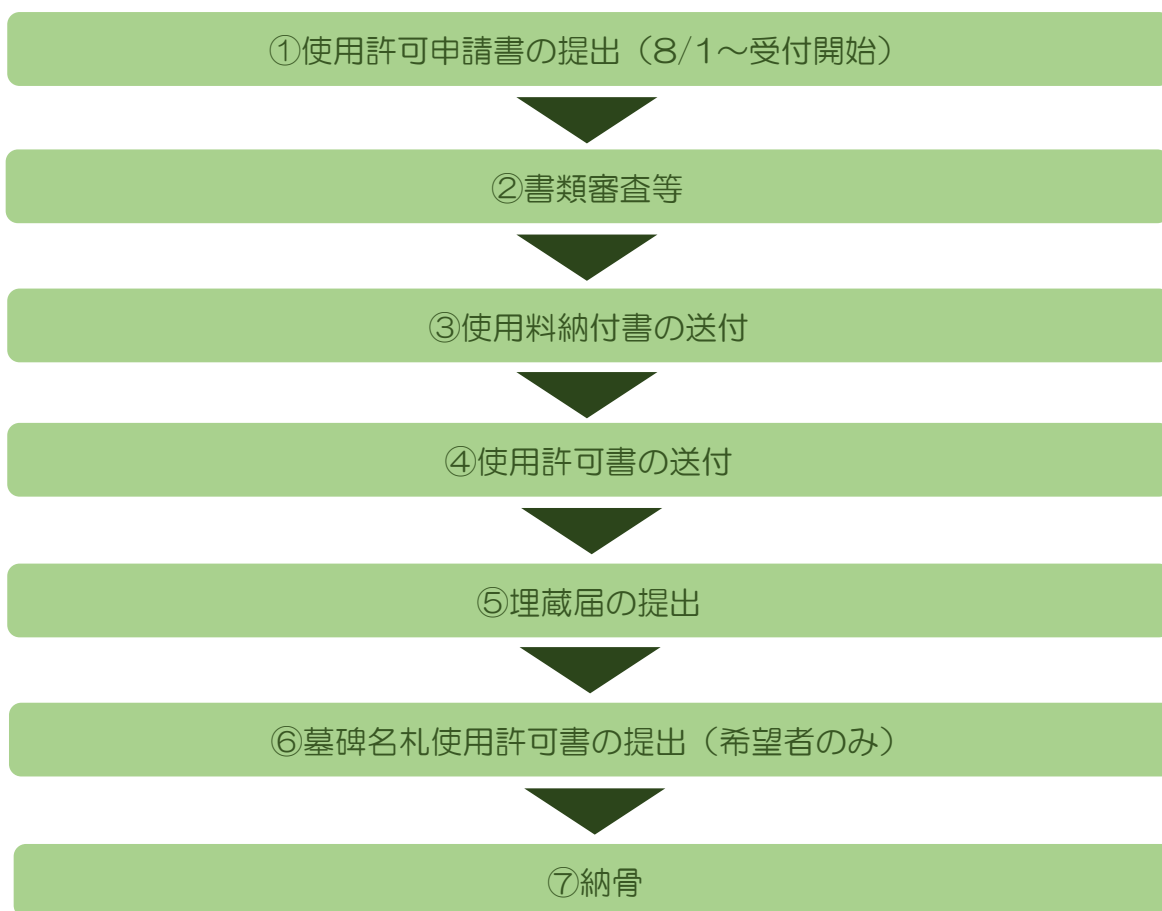 ①使用許可申請書の提出（8/1～受付開始）
②書類審査等
③使用料納付書の送付
④使用許可書の送付
⑤埋蔵届の提出
⑥墓碑名札使用許可書の提出（希望者のみ）
⑦納骨